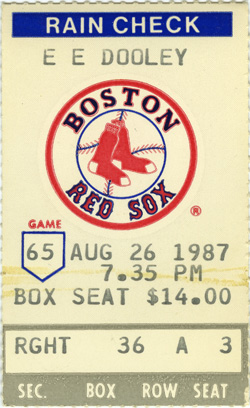 RAIN CHECK
E E DOOLEY
BOSTON
RED SOX
®
GAME
65 AUG 26 1987
7.35 PM
BOX SEAT $14.00
RGHT 36 A 3
SEC. BOX ROW SEAT